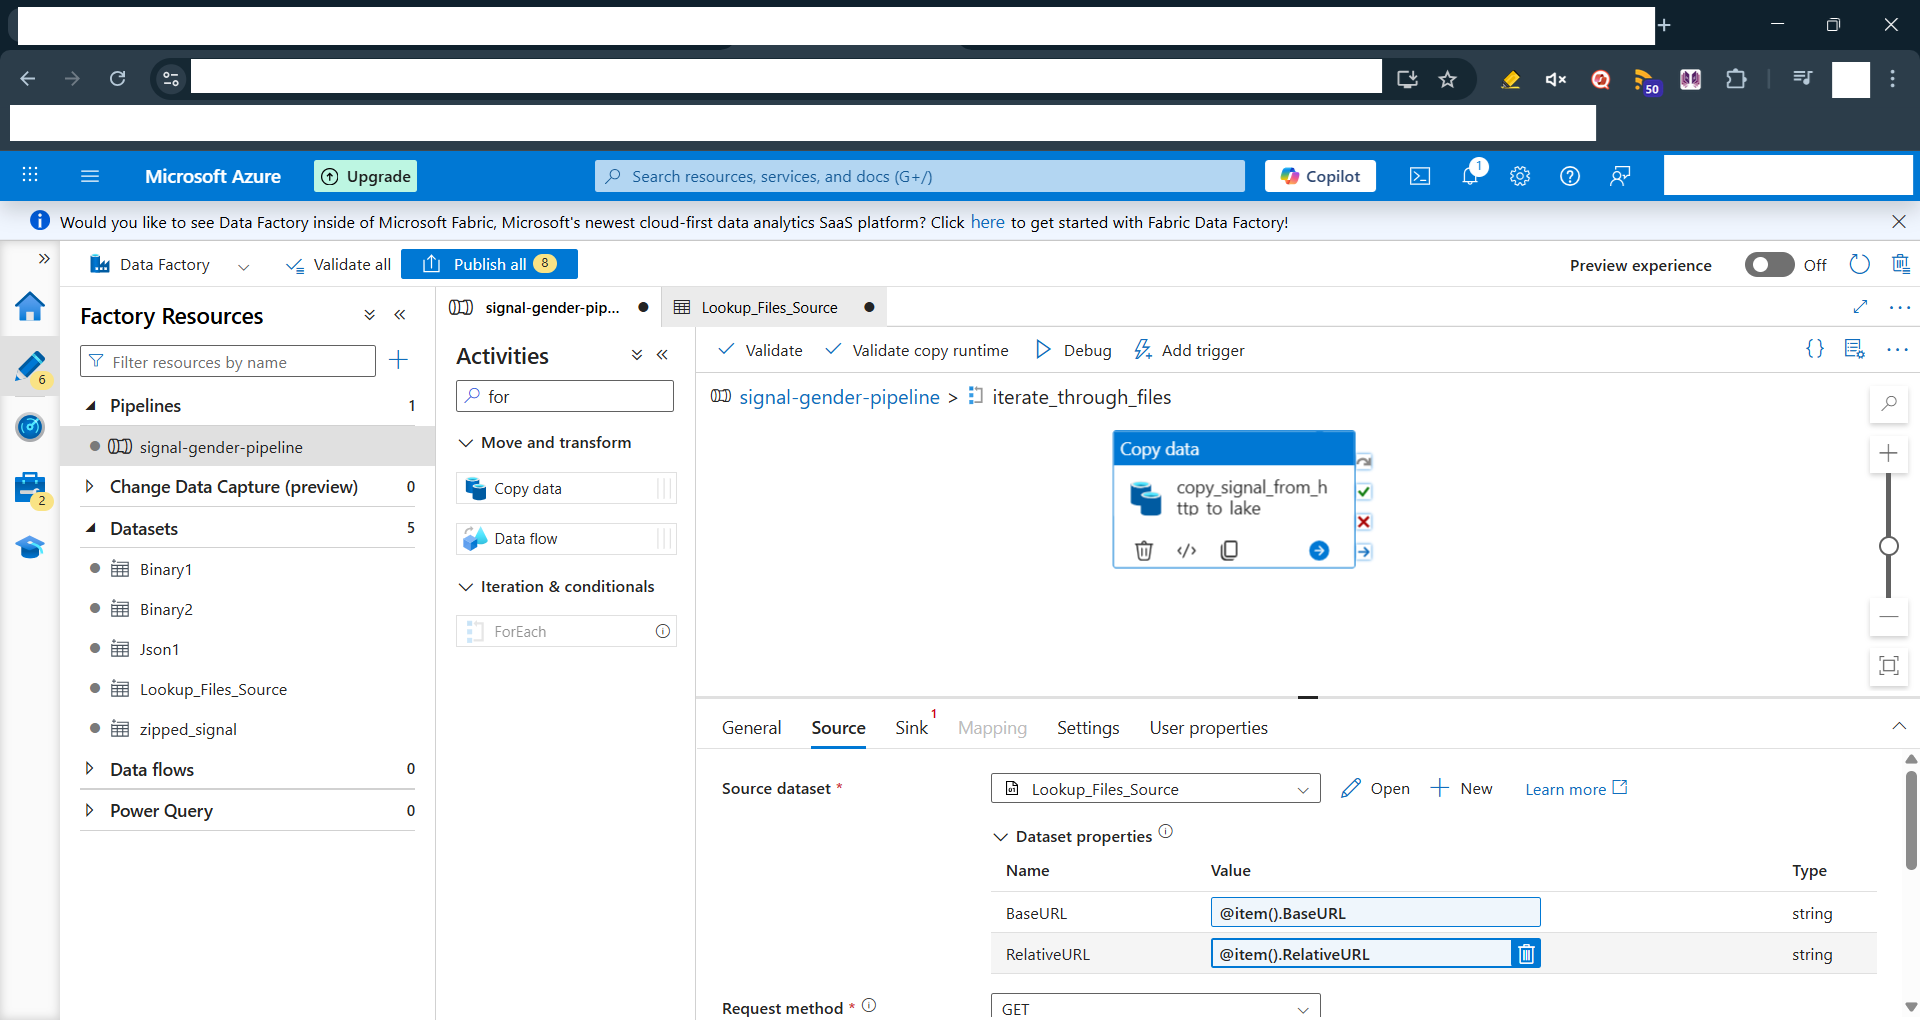 50
Microsoft Azure
Upgrade
Search resources, services, and docs (G+/)
Copilot
1
Would you like to see Data Factory inside of Microsoft Fabric, Microsoft's newest cloud-first data analytics SaaS platform? Click here to get started with Fabric Data Factory!
Data Factory
Validate all
Publish all 8
Preview experience
Off
6
2
Factory Resources
Filter resources by name
Pipelines 1
signal-gender-pipeline
Change Data Capture (preview) 0
Datasets 5
Binary1
Binary2
Json1
Lookup_Files_Source
zipped_signal
Data flows 0
Power Query 0
signal-gender-pip...
Lookup_Files_Source
Activities
for
Move and transform
Copy data
Data flow
Iteration & conditionals
ForEach
Validate
Validate copy runtime
Debug
Add trigger
signal-gender-pipeline > iterate_through_files
Copy data
copy_signal_from_h
ttp_to_lake
General
Source
Sink 1
Mapping
Settings
User properties
Source dataset *
Lookup_Files_Source
Open
New
Learn more
Dataset properties
Name Value Type
BaseURL @item().BaseURL string
RelativeURL @item().RelativeURL string
Request method *
GET